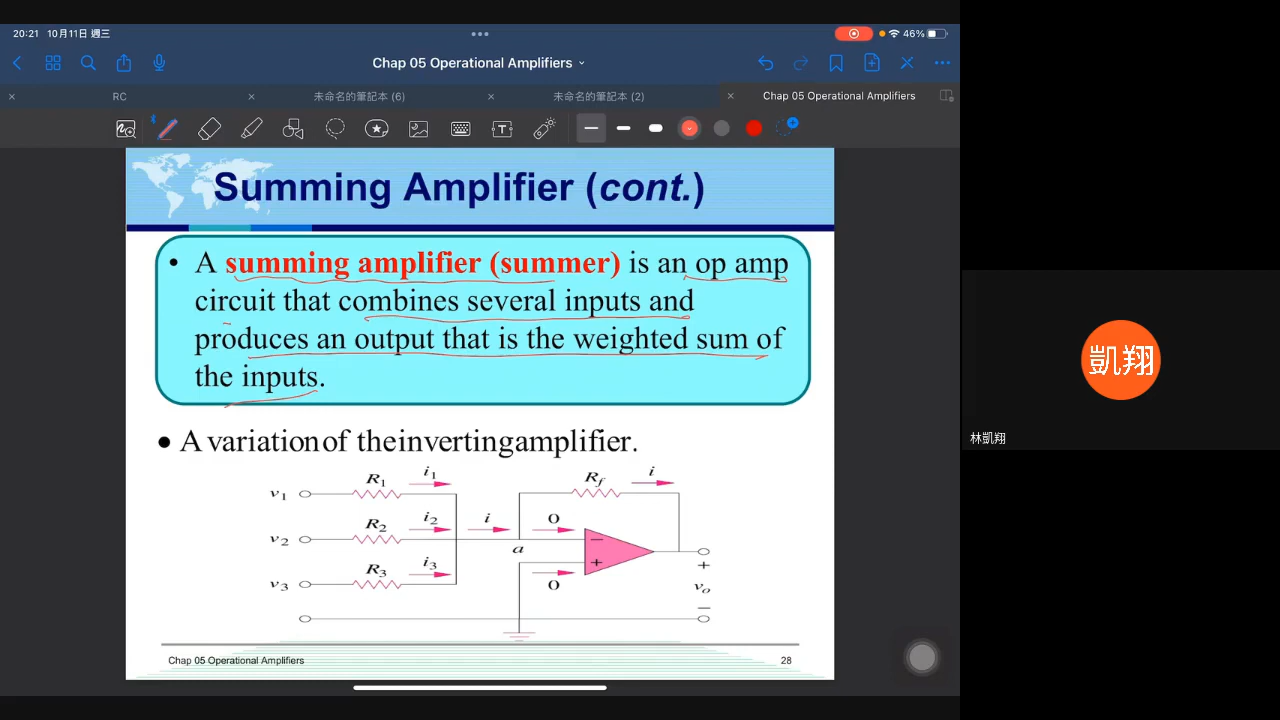 20:21 10月11日 週三
46%
Chap 05 Operational Amplifiers
RC
未命名的筆記本 (6)
未命名的筆記本 (2)
Chap 05 Operational Amplifiers
Summing Amplifier (cont.)
• A summing amplifier (summer) is an op amp
circuit that combines several inputs and
produces an output that is the weighted sum of
the inputs.
• A variation of the inverting amplifier.
R1 i1
v1
R2 i2
v2
R3 i3
v3
i
a
0
0
Rf i
−
+
+
vo
−
Chap 05 Operational Amplifiers
28
凱翔
林凱翔